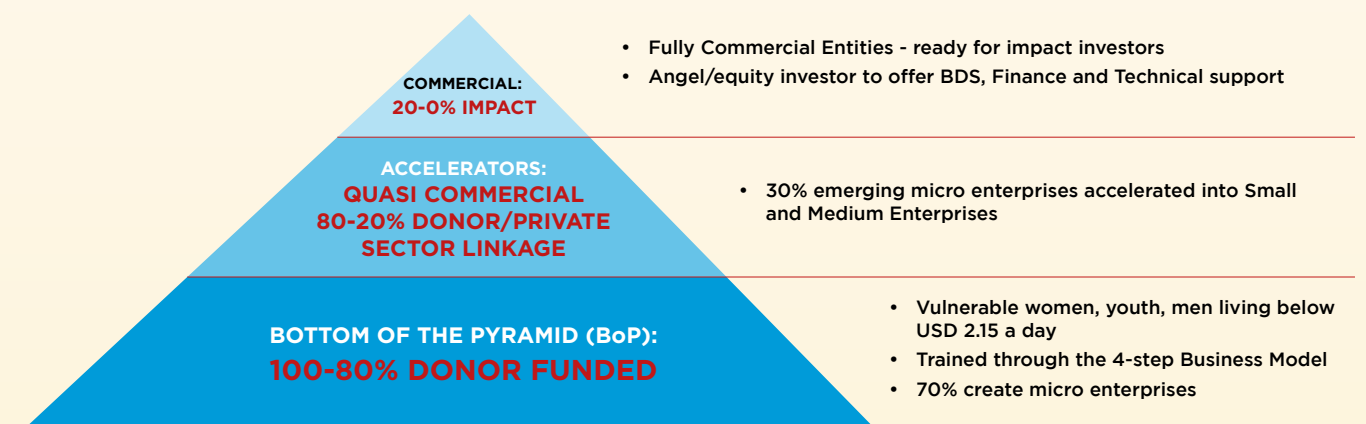 COMMERCIAL:
20-0% IMPACT
• Fully Commercial Entities - ready for impact investors
• Angel/equity investor to offer BDS, Finance and Technical support
ACCELERATORS:
QUASI COMMERCIAL
80-20% DONOR/PRIVATE
SECTOR LINKAGE
• 30% emerging micro enterprises accelerated into Small
and Medium Enterprises
BOTTOM OF THE PYRAMID (BoP):
100-80% DONOR FUNDED
• Vulnerable women, youth, men living below
USD 2.15 a day
• Trained through the 4-step Business Model
• 70% create micro enterprises